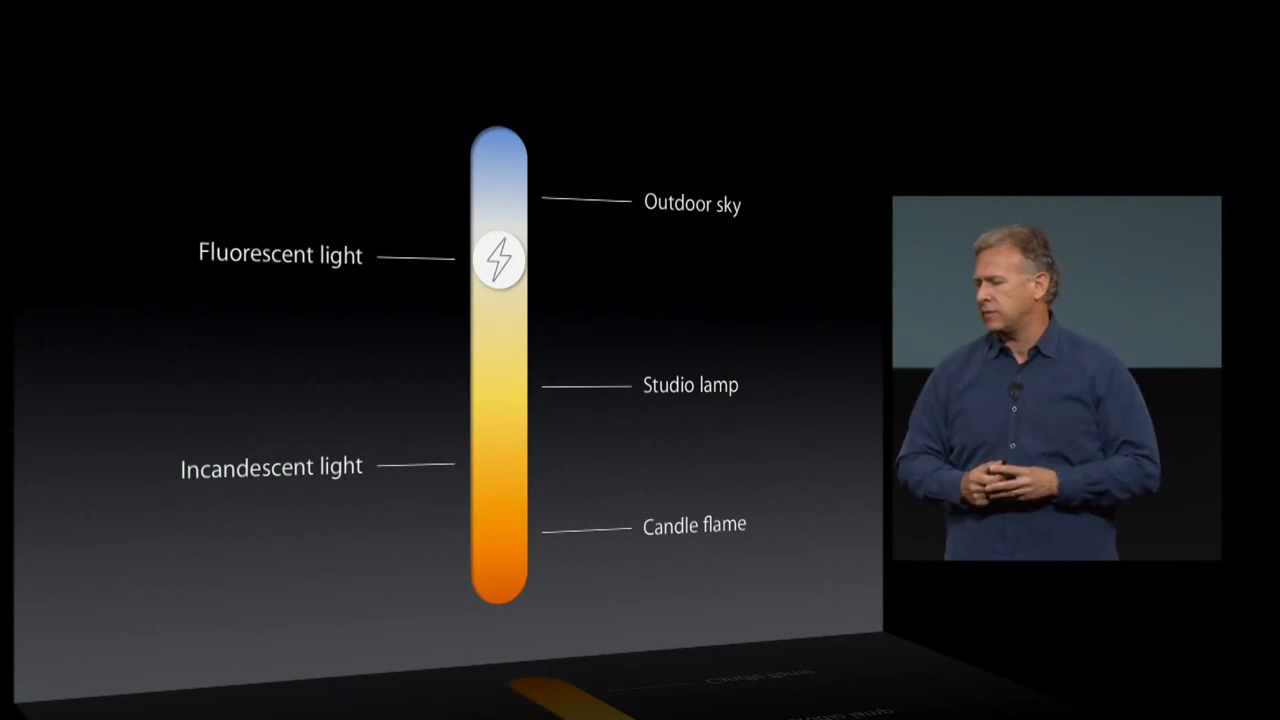 Outdoor sky
Fluorescent light
Studio lamp
Incandescent light
Candle flame